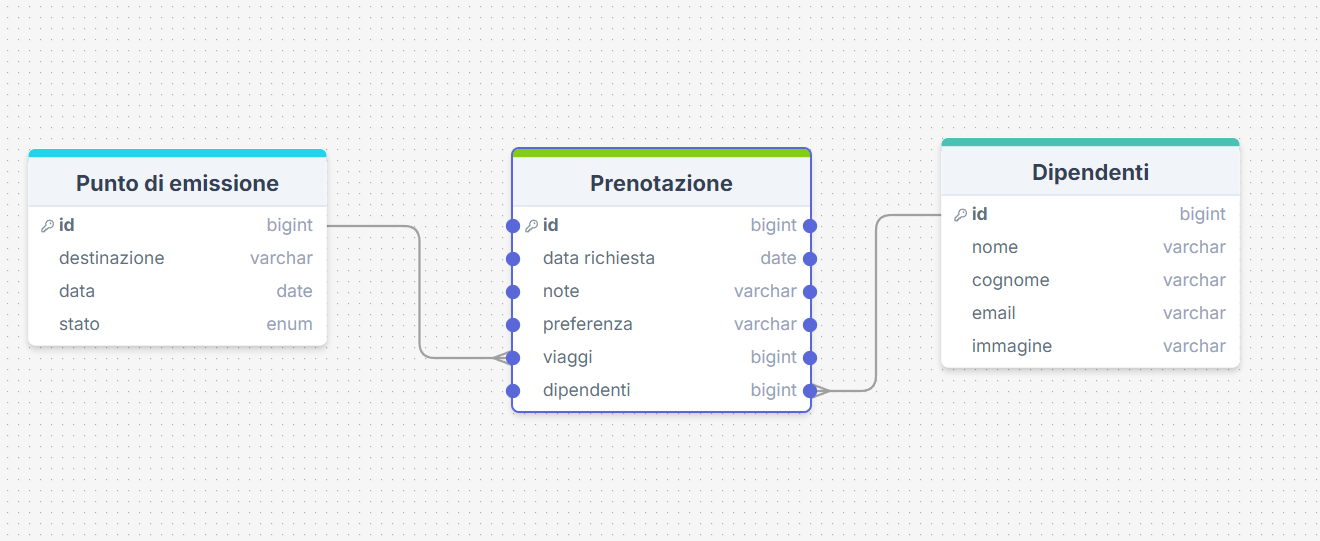 Punto di emissione
id bigint
destinazione varchar
data date
stato enum
Prenotazione
id bigint
data richiesta date
note varchar
preferenza varchar
viaggi bigint
dipendenti bigint
Dipendenti
id bigint
nome varchar
cognome varchar
email varchar
immagine varchar